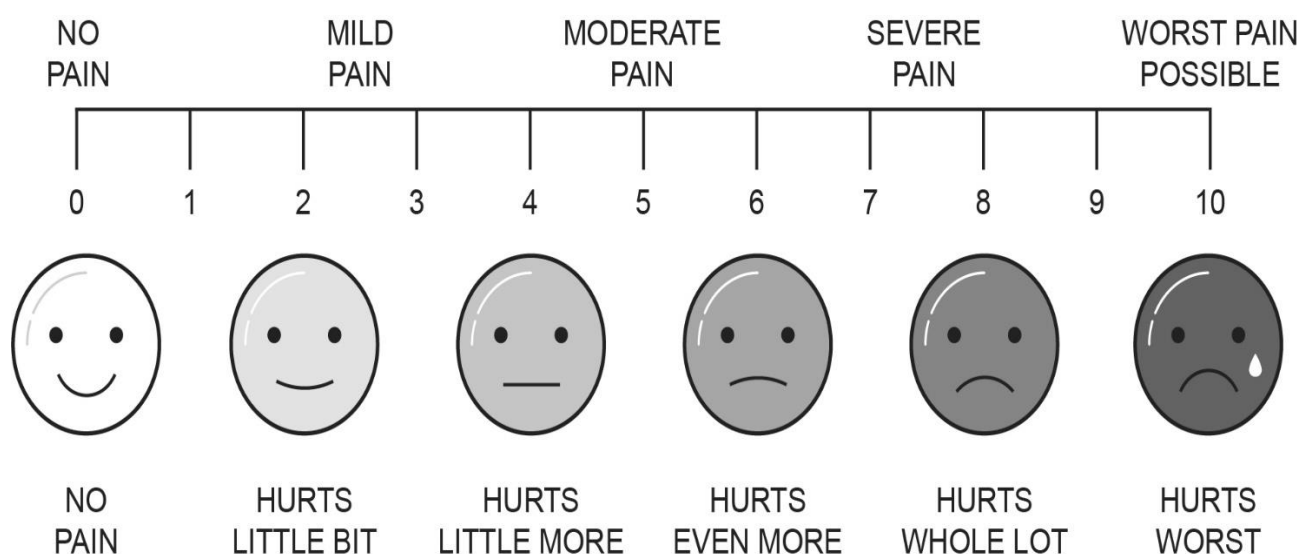 NO MILD MODERATE SEVERE WORST PAIN
PAIN PAIN PAIN PAIN POSSIBLE
0 1 2 3 4 5 6 7 8 9 10
NO HURTS HURTS HURTS HURTS HURTS
PAIN LITTLE BIT LITTLE MORE EVEN MORE WHOLE LOT WORST